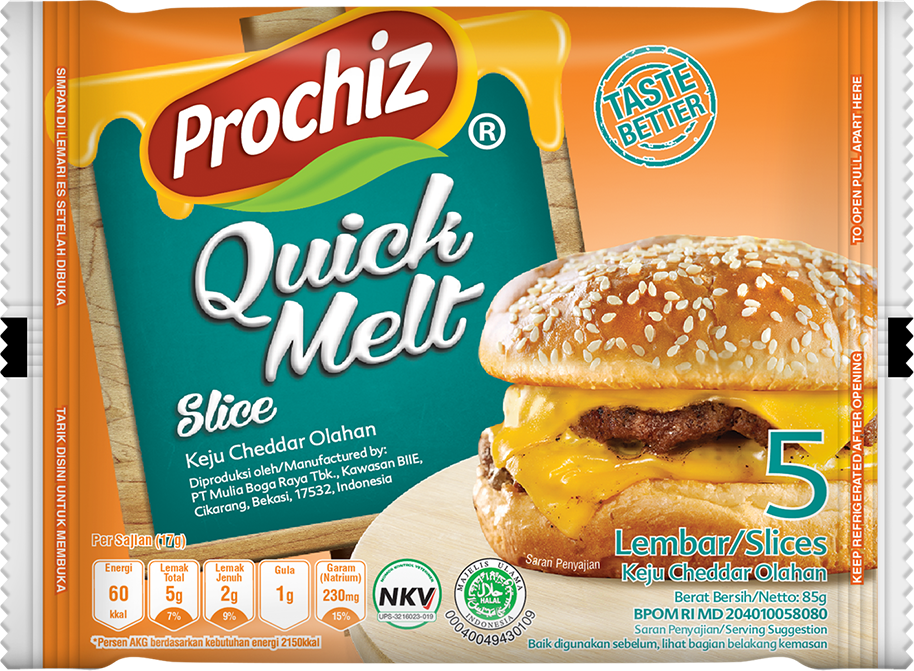 Prochiz
®
TASTE
BETTER
Quick
Melt
Slice
Keju Cheddar Olahan
Diproduksi oleh/Manufactured by:
PT Mulia Boga Raya Tbk., Kawasan BIIE,
Cikarang, Bekasi, 17532, Indonesia
SIMPAN DI LEMARI ES SETELAH DIBUKA
TARIK DISINI UNTUK MEMBUKA
TO OPEN PULL APART HERE
KEEP REFRIGERATED AFTER OPENING
5
Lembar/Slices
Keju Cheddar Olahan
Berat Bersih/Netto: 85g
BPOM RI MD 204010058080
Saran Penyajian/Serving Suggestion
Baik digunakan sebelum, lihat bagian belakang kemasan
Saran Penyajian
Per Sajian (17g)
Energi
60
kkal
Lemak
Total
5g
7%
Lemak
Jenuh
2g
9%
Gula
1g
Garam
(Natrium)
230mg
15%
*Persen AKG berdasarkan kebutuhan energi 2150kkal
NKV
UPS-3216023-019
MAJELIS ULAMA
HALAL
INDONESIA
00040049430109